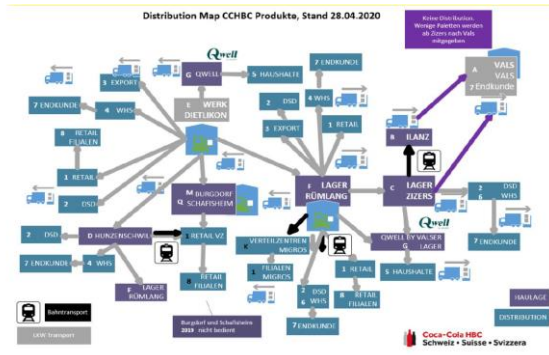 Distribution Map CCHBC Produkte, Stand 28.04.2020
Keine Distribution.
Wenige Paletten werden
ab Zizers nach Vals
mitgegeben
Qwell
G QWELL
5 HAUSHALTE
7 ENDKUNDE
A VALS
VALS
7 Endkunde
3 EXPORT
E WERK
DIETLIKON
2 DSD
4 WHS
7 ENDKUNDE
4 WHS
3 EXPORT
1 RETAIL
8 RETAIL
FILIALEN
B ILANZ
1 RETAIL
M BURGDORF
Q SCHAFISHEIM
LAGER
RÜMLANG
C LAGER
ZIZERS
2 DSD
6 WHS
2 DSD
2 DSD
D HUNZENSCHWIL
RETAIL VZ
K VERTEILZENTREN
MIGROS
Qwell
QWELL BY VALSER
G LAGER
7 ENDKUNDE
7 ENDKUNDE
4 WHS
L FILIALEN
MIGROS
1 RETAIL
5 HAUSHALTE
F LAGER
RÜMLANG
8 RETAIL
FILIALEN
2 DSD
6 WHS
8 RETAIL
FILIALEN
HAULAGE
DISTRIBUTION
Bahntransport
LKW Transport
Burgdorf und Schafisheim
2019 nicht bedient
7 ENDKUNDE
Coca-Cola HBC
Schweiz • Suisse • Svizzera